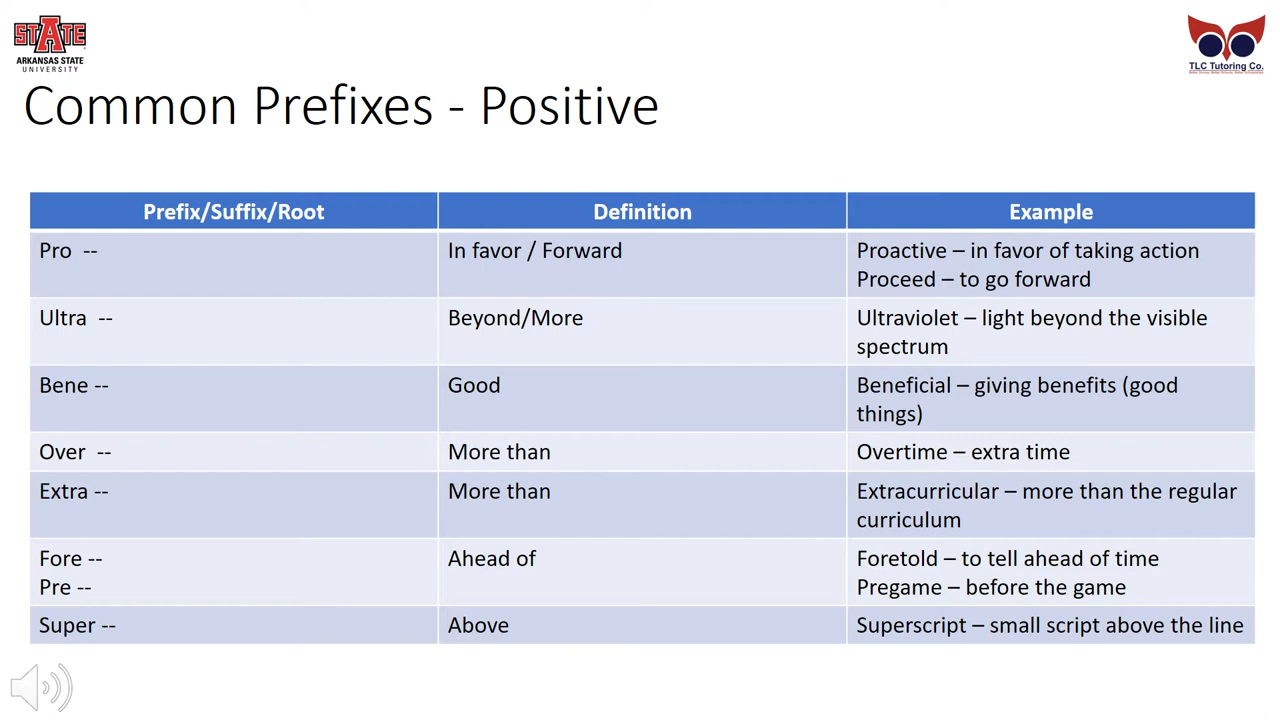 STATE
ARKANSAS STATE
UNIVERSITY
TLC Tutoring Co.
Common Prefixes - Positive
Prefix/Suffix/Root Definition Example
Pro -- In favor / Forward Proactive – in favor of taking action
Proceed – to go forward
Ultra -- Beyond/More Ultraviolet – light beyond the visible
spectrum
Bene -- Good Beneficial – giving benefits (good
things)
Over -- More than Overtime – extra time
Extra -- More than Extracurricular – more than the regular
curriculum
Fore -- Ahead of Foretold – to tell ahead of time
Pre -- Pregame – before the game
Super -- Above Superscript – small script above the line